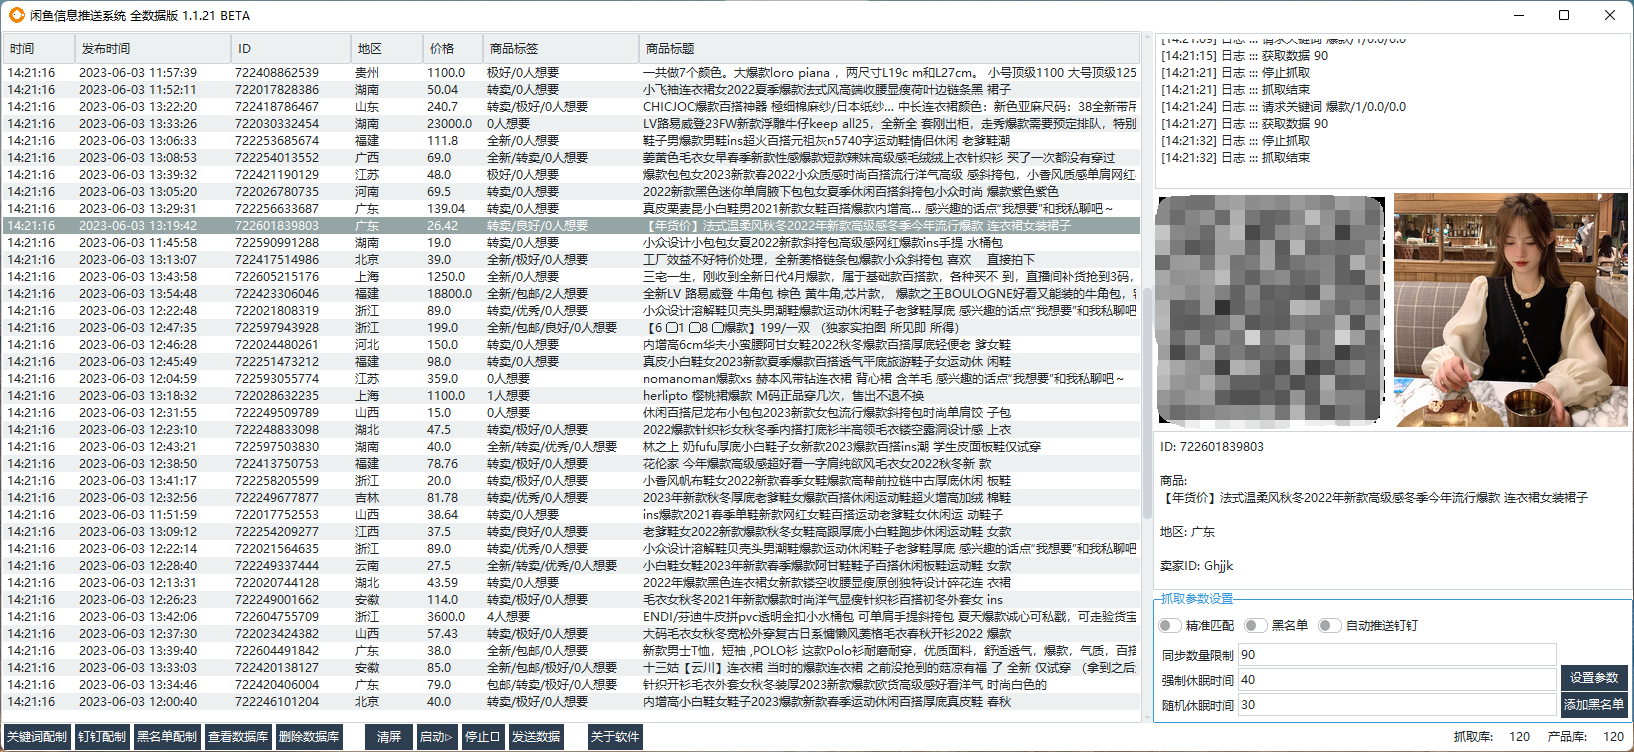 闲鱼信息推送系统 全数据版 1.1.21 BETA
时间 发布时间 ID 地区 价格 商品标签 商品标题
14:21:16 2023-06-03 11:57:39 722408862539 贵州 1100.0 极好/0人想要 一共做7个颜色。大爆款loro piana ，两尺寸L19c m和L27cm。 小号顶级1100 大号顶级125
14:21:16 2023-06-03 11:52:11 722017828386 湖南 50.04 转卖/0人想要 小飞袖连衣裙女2022夏季爆款法式风高端收腰显瘦荷叶边链条黑 裙子
14:21:16 2023-06-03 13:22:20 722418786467 山东 240.7 转卖/极好/0人想要 CHICJOC爆款百搭神器 極细棉麻纱/日本纸纱... 中长连衣裙颜色：新色亚麻尺码：38全新带吊
14:21:16 2023-06-03 13:33:26 722030332454 湖南 23000.0 0人想要 LV路易威登23FW新款浮雕牛仔keep all25，全新全 套刚出柜，走秀爆款需要预定排队，特别
14:21:16 2023-06-03 13:06:33 722253685674 福建 111.8 全新/0人想要 鞋子男爆款男鞋ins超火百搭元祖灰n5740字运动鞋情侣休闲 老爹鞋潮
14:21:16 2023-06-03 13:08:53 722254013552 广西 69.0 全新/转卖/0人想要 姜黄色毛衣女早春季新款性感爆款短款辣妹高级感毛绒绒上衣针织衫 买了一次都没有穿过
14:21:16 2023-06-03 13:39:32 722421190129 江苏 48.0 极好/0人想要 爆款包包女2023新款春2022小众质感时尚百搭流行洋气高级 感斜挎包，小香风质感单肩网红
14:21:16 2023-06-03 13:05:20 722026780735 河南 69.5 转卖/0人想要 2022新款黑色迷你单肩腋下包包女夏季休闲百搭斜挎包小众时尚 爆款紫色紫色
14:21:16 2023-06-03 13:29:31 722256633687 广东 139.04 转卖/0人想要 真皮栗麦昆小白鞋男2021新款女鞋百搭爆款内增高... 感兴趣的话点“我想要”和我私聊吧～
14:21:16 2023-06-03 13:19:42 722601839803 广东 26.42 转卖/良好/0人想要 【年货价】法式温柔风秋冬2022年新款高级感冬季今年流行爆款 连衣裙女装裙子
14:21:16 2023-06-03 11:45:58 722590991288 湖南 19.0 转卖/0人想要 小众设计小包包女夏2022新款斜挎包高级感网红爆款ins手提 水桶包
14:21:16 2023-06-03 13:13:07 722417514986 北京 39.0 全新/极好/0人想要 工厂效益不好特价处理，全新菱格链条包爆款小众斜挎包 喜欢 直接拍下
14:21:16 2023-06-03 13:43:58 722605215176 上海 1250.0 全新/0人想要 三宅一生，刚收到全新日代4月爆款，属于基础款百搭款，各种买不 到，直播间补货抢到3码，
14:21:16 2023-06-03 13:54:48 722423306046 福建 18800.0 全新/包邮/2人想要 全新LV 路易威登 牛角包 棕色 黄牛角,芯片款， 爆款之王BOULOGNE好看又能装的牛角包，
14:21:16 2023-06-03 12:22:48 722021808319 浙江 89.0 转卖/优秀/0人想要 小众设计溶解鞋贝壳头男潮鞋爆款运动休闲鞋子老爹鞋厚底 感兴趣的话点“我想要”和我私聊吧
14:21:16 2023-06-03 12:47:35 722597943928 浙江 199.0 全新/包邮/良好/0人想要 【6 ▢1 ▢8 ▢爆款】199/一双 （独家实拍图 所见即 所得）
14:21:16 2023-06-03 12:46:28 722024480261 河北 150.0 转卖/0人想要 内增高6cm华夫小蛮腰阿甘女鞋2022秋冬爆款百搭厚底轻便老 爹女鞋
14:21:16 2023-06-03 12:45:49 722251473212 福建 98.0 转卖/0人想要 真皮小白鞋女2023新款夏季爆款百搭透气平底旅游鞋子女运动休 闲鞋
14:21:16 2023-06-03 12:04:59 722593055774 江苏 359.0 0人想要 nomanoman爆款xs 赫本风带钻连衣裙 背心裙 含羊毛 感兴趣的话点“我想要”和我私聊吧～
14:21:16 2023-06-03 13:18:32 722028632235 上海 1100.0 1人想要 herlipto 樱桃裙爆款 M码正品穿几次，售出不退不换
14:21:16 2023-06-03 12:31:55 722249509789 山西 15.0 0人想要 休闲百搭尼龙布小包包2023新款女包流行爆款斜挎包时尚单肩饺 子包
14:21:16 2023-06-03 12:23:10 722248833098 湖北 47.5 转卖/极好/0人想要 2022爆款针织衫女秋冬季内搭打底衫半高领毛衣镂空露洞设计感 上衣
14:21:16 2023-06-03 12:43:21 722597503830 湖南 40.0 全新/转卖/优秀/0人想要 林之上 奶fufu厚底小白鞋子女新款2023爆款百搭ins潮 学生皮面板鞋仅试穿
14:21:16 2023-06-03 12:38:50 722413750753 福建 78.76 转卖/极好/0人想要 花伦家 今年爆款高级感超好看一字肩纯欲风毛衣女2022秋冬新 款
14:21:16 2023-06-03 13:41:17 722258205599 浙江 20.0 转卖/极好/0人想要 小香风帆布鞋女2022新款春季女鞋爆款高帮前拉链中古厚底休闲 板鞋
14:21:16 2023-06-03 12:32:56 722249677877 吉林 81.78 转卖/优秀/0人想要 2023年新款秋冬厚底老爹鞋女爆款百搭休闲运动鞋超火增高加绒 棉鞋
14:21:16 2023-06-03 11:51:59 722017752553 山西 38.64 转卖/0人想要 ins爆款2021春季单鞋新款网红女鞋百搭运动老爹鞋女休闲运 动鞋子
14:21:16 2023-06-03 13:09:12 722254209277 江西 37.5 转卖/良好/0人想要 老爹鞋女2022新款爆款秋冬女鞋高跟厚底小白鞋跑步休闲运动鞋 女款
14:21:16 2023-06-03 12:22:14 722021564635 浙江 89.0 转卖/优秀/0人想要 小众设计溶解鞋贝壳头男潮鞋爆款运动休闲鞋子老爹鞋厚底 感兴趣的话点“我想要”和我私聊吧
14:21:16 2023-06-03 12:28:40 722249337444 云南 27.5 全新/转卖/优秀/0人想要 小白鞋女鞋2023年新款春季爆款阿甘鞋鞋子百搭休闲板鞋运动鞋 女款
14:21:16 2023-06-03 12:13:31 722020744128 湖北 43.59 转卖/0人想要 2022年爆款黑色连衣裙女新款镂空收腰显瘦原创独特设计碎花连 衣裙
14:21:16 2023-06-03 12:26:23 722249001662 安徽 114.0 转卖/极好/0人想要 毛衣女秋冬2021年新款爆款时尚洋气显瘦针织衫百搭初冬外套女 ins
14:21:16 2023-06-03 13:42:06 722604755709 浙江 3600.0 4人想要 ENDI/芬迪牛皮拼pvc透明金扣小水桶包 可单肩手提斜挎包 夏天爆款诚心可私戳，可走验货宝
14:21:16 2023-06-03 12:37:30 722023424382 山西 57.43 转卖/极好/0人想要 大码毛衣女秋冬宽松外穿复古日系慵懒风菱格毛衣春秋开衫2022 爆款
14:21:16 2023-06-03 13:39:40 722604491842 广东 38.0 全新/包邮/0人想要 新款男士T恤，短袖 ,POLO衫 这款Polo衫耐磨耐穿，优质面料，舒适透气，爆款，气质，百搭
14:21:16 2023-06-03 13:33:03 722420138127 安徽 85.0 全新/包邮/极好/0人想要 十三姑【云川】连衣裙 当时的爆款连衣裙 之前没抢到的菇凉有福 了 全新 仅试穿 （拿到之后
14:21:16 2023-06-03 13:34:46 722420406004 广东 79.0 包邮/转卖/极好/0人想要 针织开衫毛衣外套女秋冬装厚2023新款爆款欧货高级感好看洋气 时尚白色的
14:21:16 2023-06-03 12:00:40 722246101204 北京 40.0 转卖/极好/0人想要 内增高小白鞋女鞋子2023爆款新款春季运动休闲百搭厚底真皮鞋 春秋
[14:21:09] 日志 ::: 请求关键词 爆款/1/0.0/0.0
[14:21:15] 日志 ::: 获取数据 90
[14:21:21] 日志 ::: 停止抓取
[14:21:21] 日志 ::: 抓取结束
[14:21:24] 日志 ::: 请求关键词 爆款/1/0.0/0.0
[14:21:27] 日志 ::: 获取数据 90
[14:21:32] 日志 ::: 停止抓取
[14:21:32] 日志 ::: 抓取结束
ID: 722601839803
商品:
【年货价】法式温柔风秋冬2022年新款高级感冬季今年流行爆款 连衣裙女装裙子
地区: 广东
卖家ID: Ghjjk
抓取参数设置
精准匹配 黑名单 自动推送钉钉
同步数量限制 90
强制休眠时间 40 设置参数
随机休眠时间 30 添加黑名单
关键词配制 钉钉配制 黑名单配制 查看数据库 删除数据库 清屏 启动▷ 停止□ 发送数据 关于软件 抓取库: 120 产品库: 120